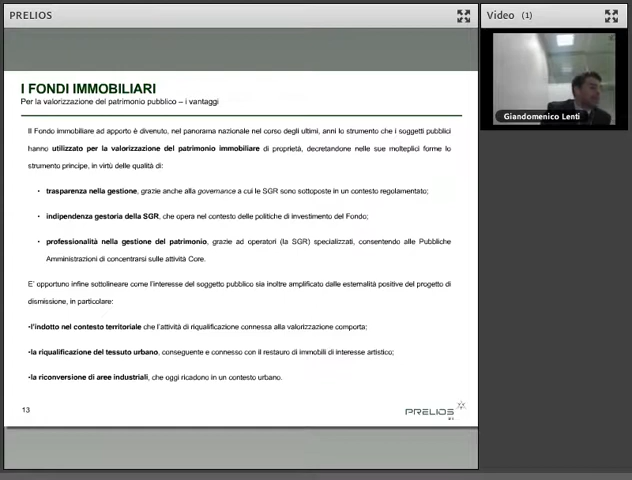 PRELIOS
Video (1)
Giandomenico Lenti
I FONDI IMMOBILIARI
Per la valorizzazione del patrimonio pubblico – i vantaggi
Il Fondo immobiliare ad apporto è divenuto, nel panorama nazionale nel corso degli ultimi, anni lo strumento che i soggetti pubblici
hanno utilizzato per la valorizzazione del patrimonio immobiliare di proprietà, decretandone nelle sue molteplici forme lo
strumento principe, in virtù delle qualità di:
• trasparenza nella gestione, grazie anche alla governance a cui le SGR sono sottoposte in un contesto regolamentato;
• indipendenza gestoria della SGR, che opera nel contesto delle politiche di investimento del Fondo;
• professionalità nella gestione del patrimonio, grazie ad operatori (la SGR) specializzati, consentendo alle Pubbliche
Amministrazioni di concentrarsi sulle attività Core.
E' opportuno infine sottolineare come l'interesse del soggetto pubblico sia inoltre amplificato dalle esternalità positive del progetto di
dismissione, in particolare:
•l'indotto nel contesto territoriale che l'attività di riqualificazione connessa alla valorizzazione comporta;
•la riqualificazione del tessuto urbano, conseguente e connesso con il restauro di immobili di interesse artistico;
•la riconversione di aree industriali, che oggi ricadono in un contesto urbano.
13
PRELIOS